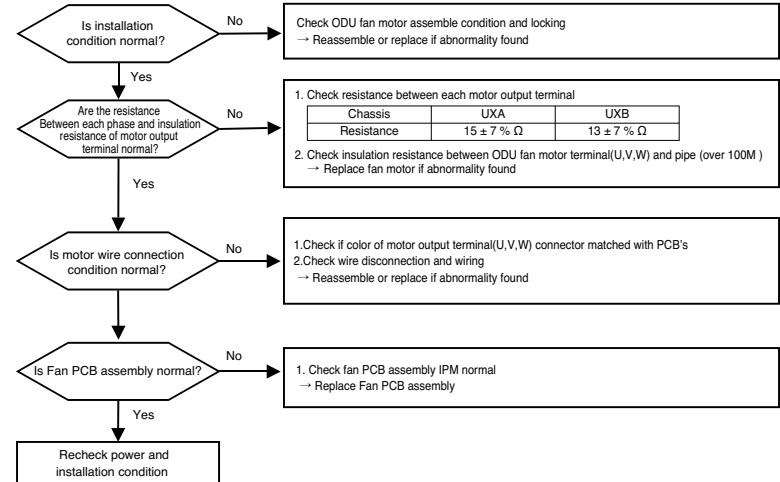 Is installation
condition normal?
No
Check ODU fan motor assemble condition and locking
→ Reassemble or replace if abnormality found
Yes
Are the resistance
Between each phase and insulation
resistance of motor output
terminal normal?
No
1. Check resistance between each motor output terminal
Chassis UXA UXB
Resistance 15 ± 7 % Ω 13 ± 7 % Ω
2. Check insulation resistance between ODU fan motor terminal(U,V,W) and pipe (over 100M )
→ Replace fan motor if abnormality found
Yes
Is motor wire connection
condition normal?
No
1.Check if color of motor output terminal(U,V,W) connector matched with PCB's
2.Check wire disconnection and wiring
→ Reassemble or replace if abnormality found
Is Fan PCB assembly normal?
No
1. Check fan PCB assembly IPM normal
→ Replace Fan PCB assembly
Yes
Recheck power and
installation condition